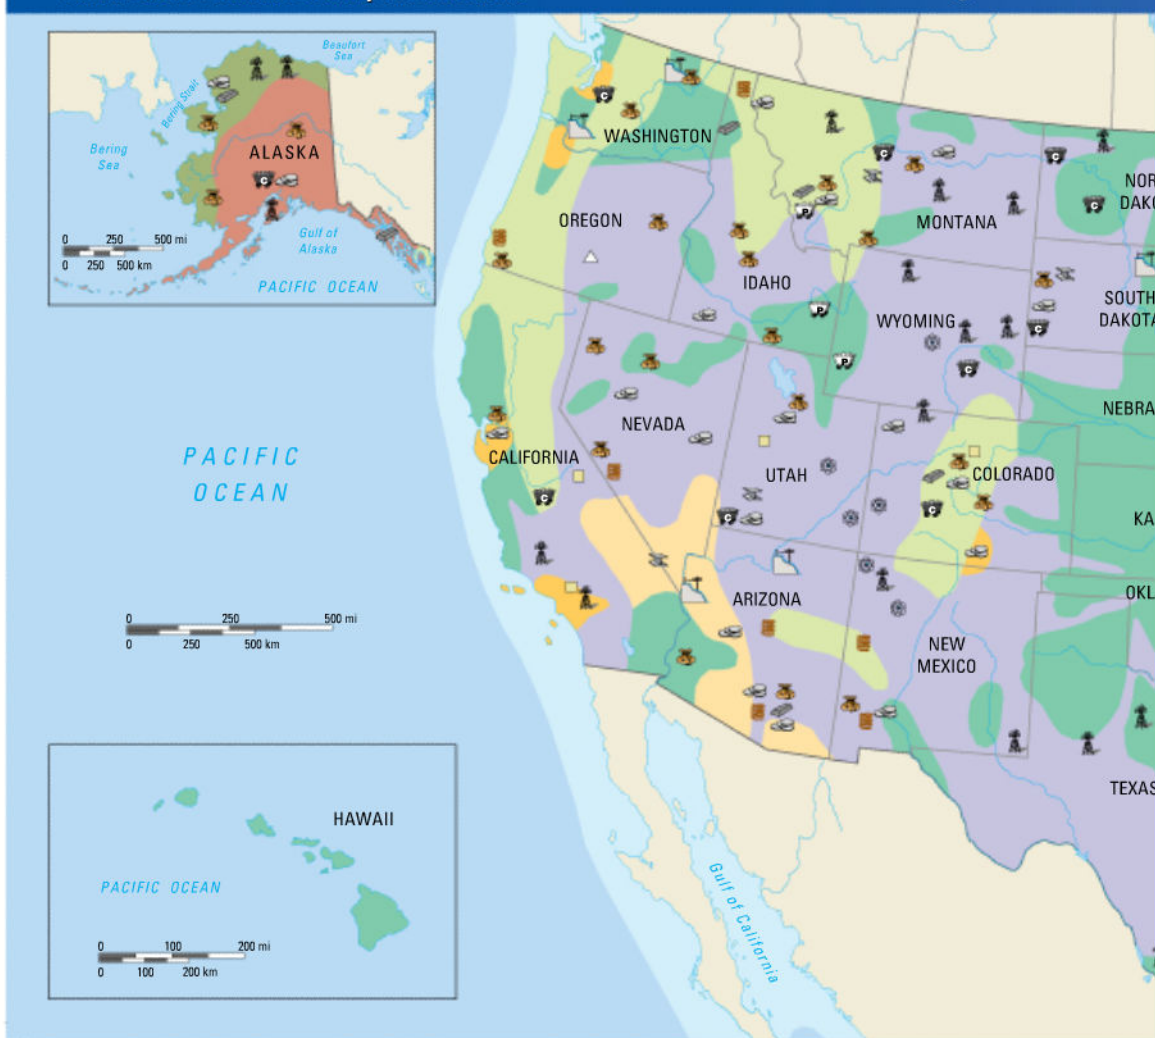 Beaufort
Sea
Bering Strait
Bering
Sea
ALASKA
0 250 500 mi
0 250 500 km
Gulf of
Alaska
PACIFIC OCEAN
WASHINGTON
OREGON
IDAHO
MONTANA
NOR
DAKO
SOUTH
DAKOTA
WYOMING
NEBRA
NEVADA
CALIFORNIA
UTAH
COLORADO
KA
PACIFIC
OCEAN
ARIZONA
OKL
NEW
MEXICO
0 250 500 mi
0 250 500 km
TEXAS
HAWAII
PACIFIC OCEAN
0 100 200 mi
0 100 200 km
Gulf of California
C
C
C
C
C
P
P
P
C
C
C
C
C